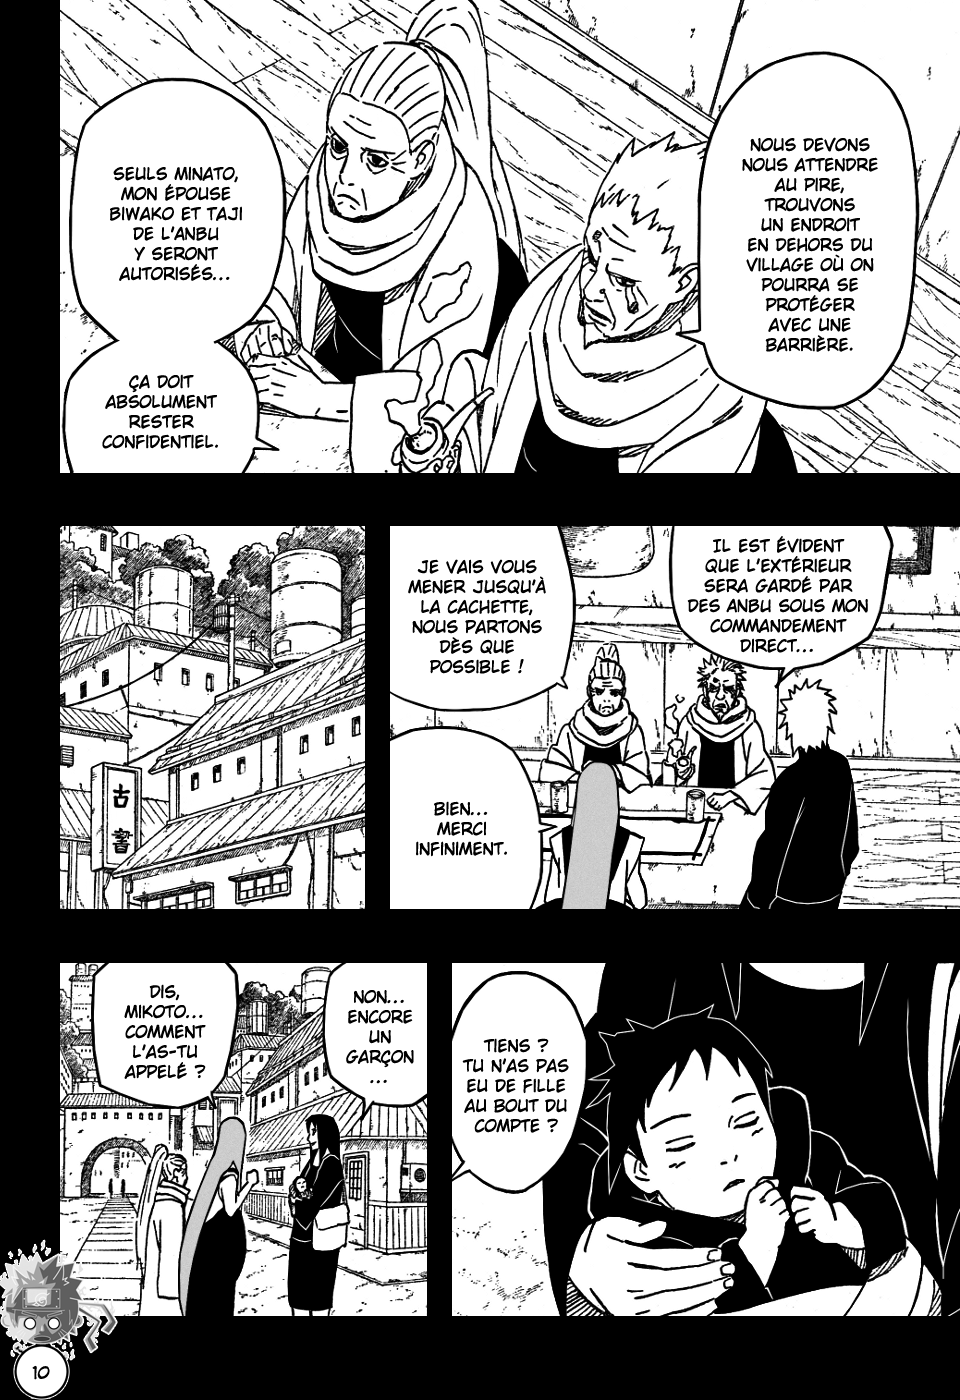 NOUS DEVONS
NOUS ATTENDRE
AU PIRE,
TROUVONS
UN ENDROIT
EN DEHORS DU
VILLAGE OÙ ON
POURRA SE
PROTÉGER
AVEC UNE
BARRIÈRE.
SEULS MINATO,
MON ÉPOUSE
BIWAKO ET TAJI
DE L'ANBU
Y SERONT
AUTORISÉS...
ÇA DOIT
ABSOLUMENT
RESTER
CONFIDENTIEL.
IL EST ÉVIDENT
QUE L'EXTÉRIEUR
SERA GARDÉ PAR
DES ANBU SOUS MON
COMMANDEMENT
DIRECT...
JE VAIS VOUS
MENER JUSQU'À
LA CACHETTE,
NOUS PARTONS
DÈS QUE
POSSIBLE !
BIEN...
MERCI
INFINIMENT.
古
書
TIENS ?
TU N'AS PAS
EU DE FILLE
AU BOUT DU
COMPTE ?
NON...
ENCORE
UN
GARÇON
...
DIS,
MIKOTO...
COMMENT
L'AS-TU
APPELÉ ?
10